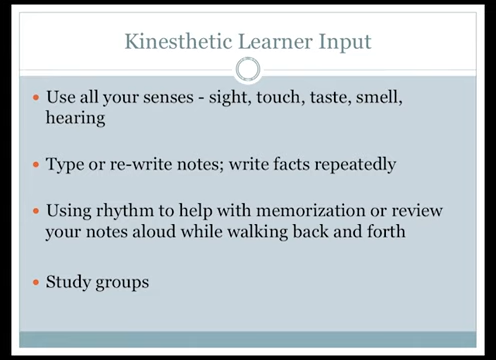 Kinesthetic Learner Input
• Use all your senses - sight, touch, taste, smell,
hearing
• Type or re-write notes; write facts repeatedly
• Using rhythm to help with memorization or review
your notes aloud while walking back and forth
• Study groups